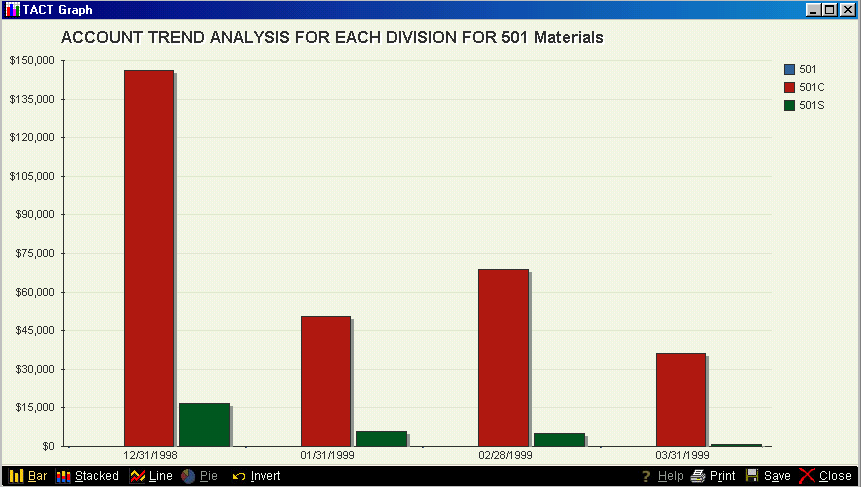 TACT Graph
ACCOUNT TREND ANALYSIS FOR EACH DIVISION FOR 501 Materials
$150,000
$135,000
$120,000
$105,000
$90,000
$75,000
$60,000
$45,000
$30,000
$15,000
$0
12/31/1998 01/31/1999 02/28/1999 03/31/1999
501
501C
501S
Bar Stacked Line Pie Invert ? Help Print Save Close